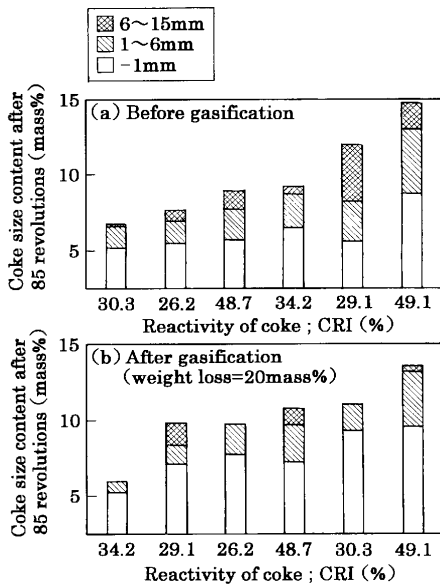 6～15mm
1～6mm
-1mm
Coke size content after
85 revolutions (mass%)
15
10
5
(a) Before gasification
30.3 26.2 48.7 34.2 29.1 49.1
Reactivity of coke ; CRI (%)
Coke size content after
85 revolutions (mass%)
15
10
5
(b) After gasification
(weight loss=20mass%)
34.2 29.1 26.2 48.7 30.3 49.1
Reactivity of coke ; CRI (%)